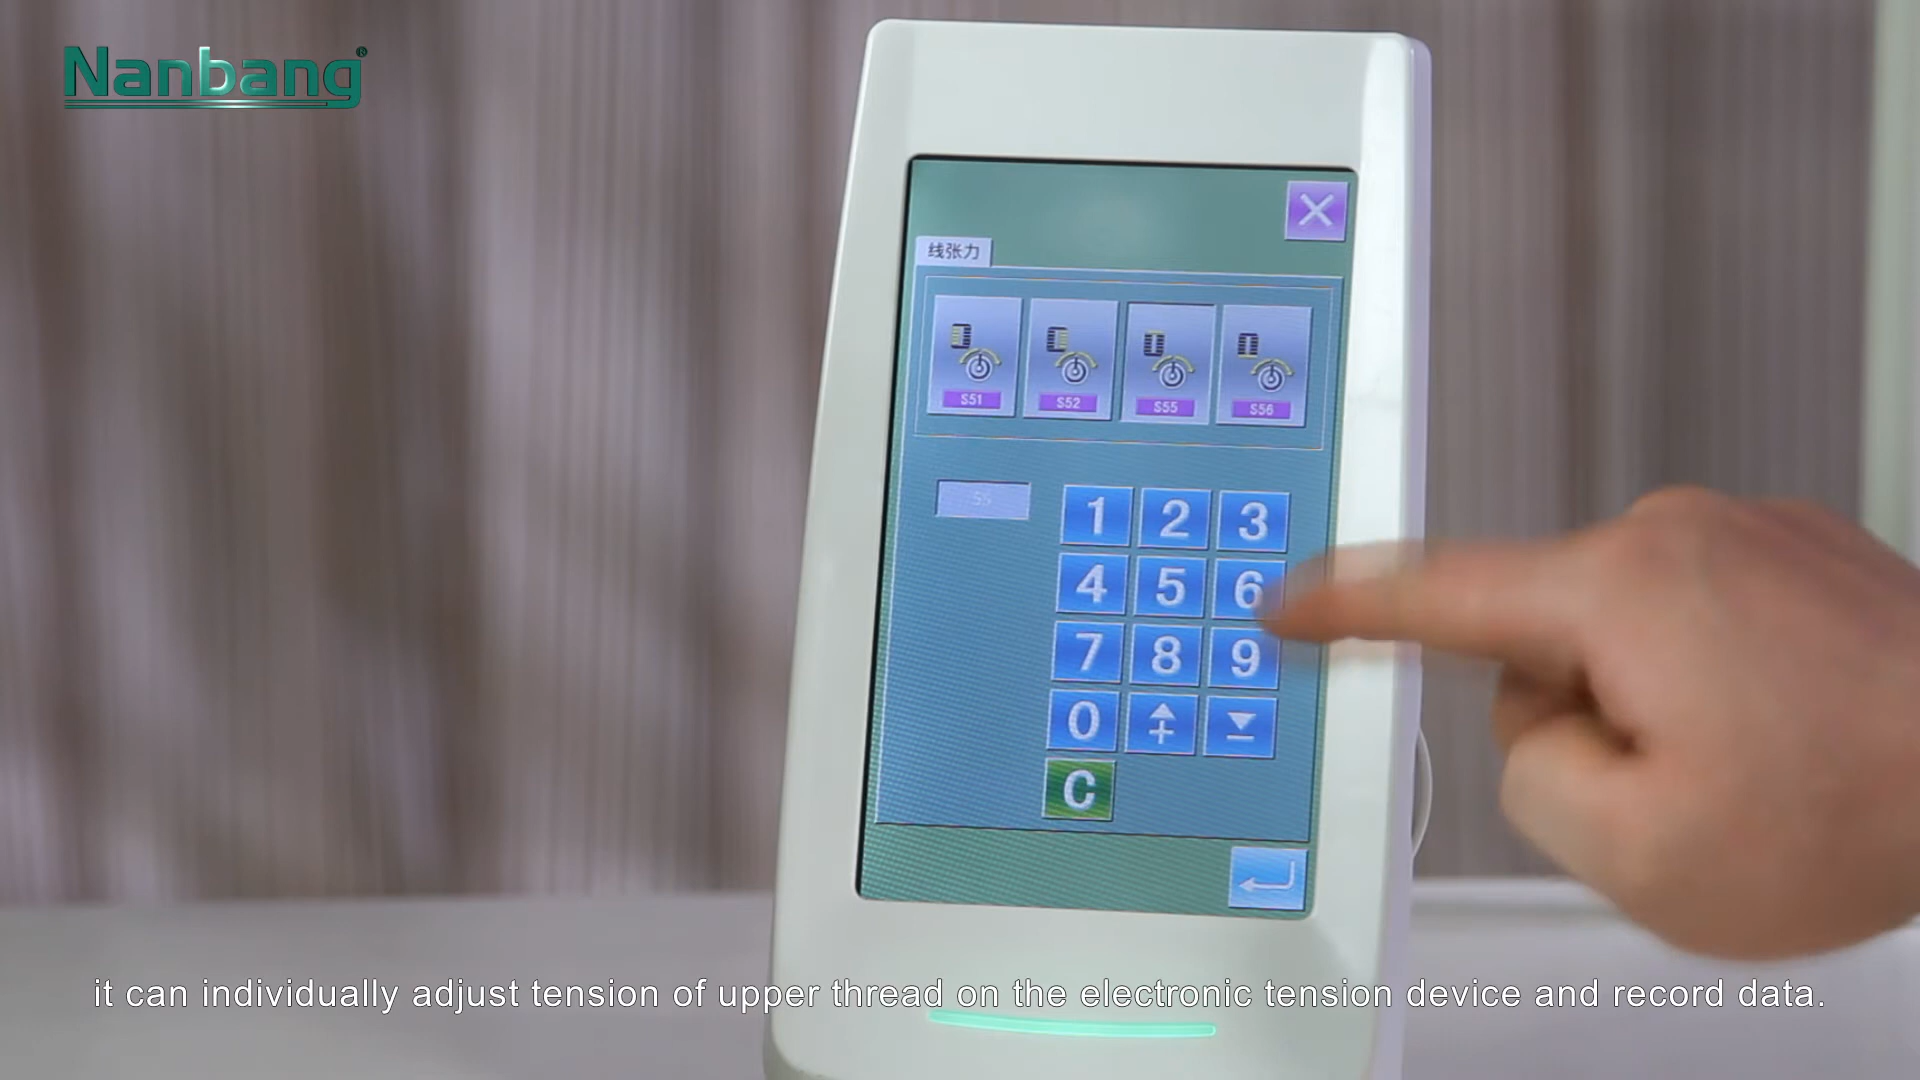 Nanbang®
线张力
S51 S52 S55 S56
1 2 3
4 5 6
7 8 9
0
C
it can individually adjust tension of upper thread on the electronic tension device and record data.